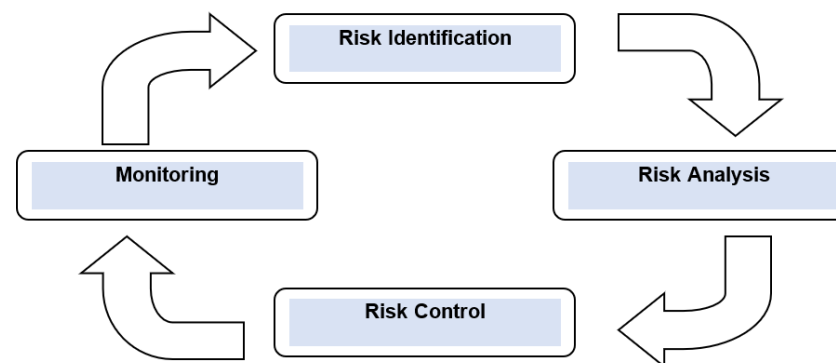 Risk Identification
Monitoring
Risk Analysis
Risk Control